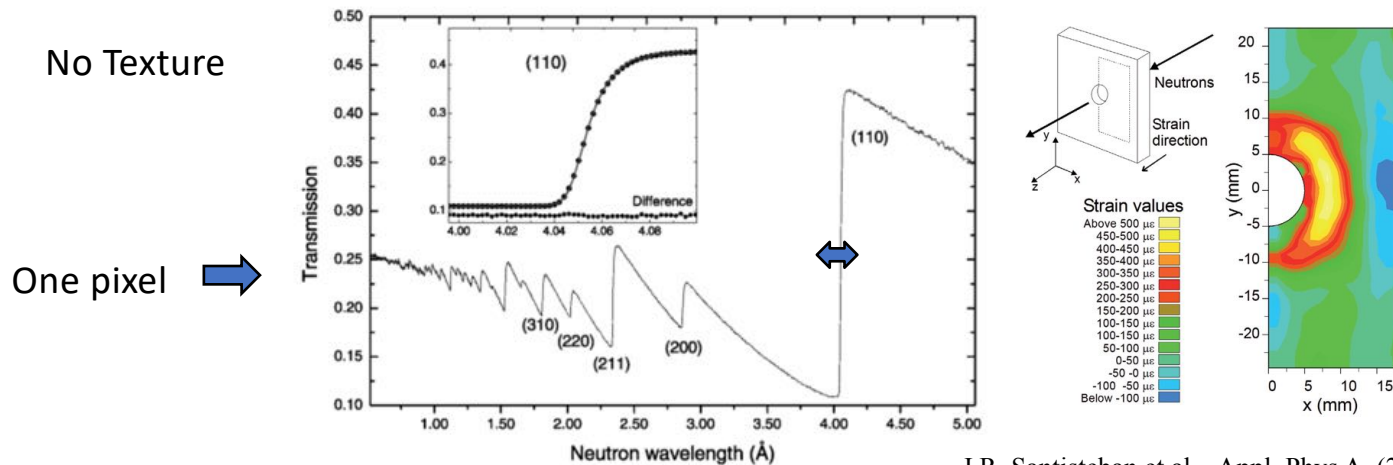 No Texture
One pixel
Transmission
0.50
0.45
0.40
0.35
0.30
0.25
0.20
0.15
0.10
(110)
0.4
0.3
0.2
0.1
Difference
4.00 4.02 4.04 4.06 4.08
(310)
(220)
(211)
(200)
(110)
1.00 1.50 2.00 2.50 3.00 3.50 4.00 4.50 5.00
Neutron wavelength (Å)
Neutrons
Strain
direction
y
z
x
Strain values
Above 500 με
450-500 με
400-450 με
350-400 με
300-350 με
250-300 με
200-250 με
150-200 με
100-150 με
100-150 με
50-100 με
0-50 με
-50 -0 με
-100 -50 με
Below -100 με
y (mm)
20
15
10
5
0
-5
-10
-15
-20
0 5 10 15
x (mm)